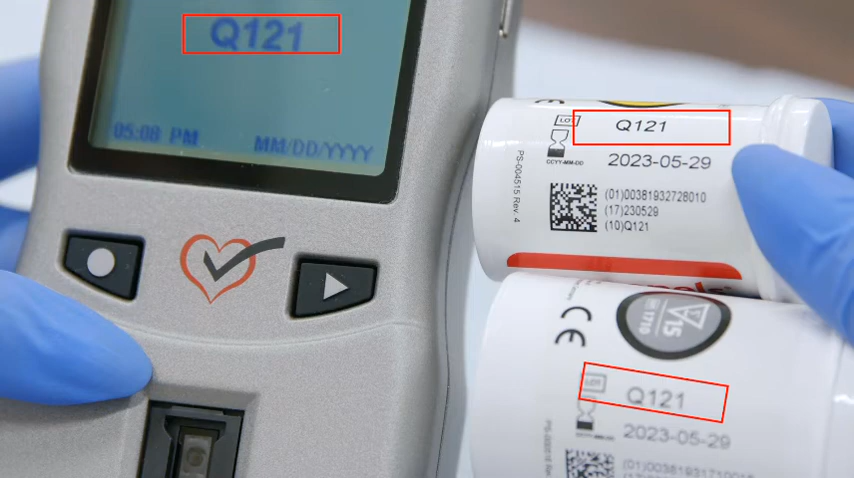 Q121
05:08 PM
MM/DD/YYYY
LOT
Q121
CCYY-MM-DD
2023-05-29
PS-004515 Rev. 4
(01)00381932728010
(17)230529
(10)Q121
CE
15
LOT
Q121
2023-05-29